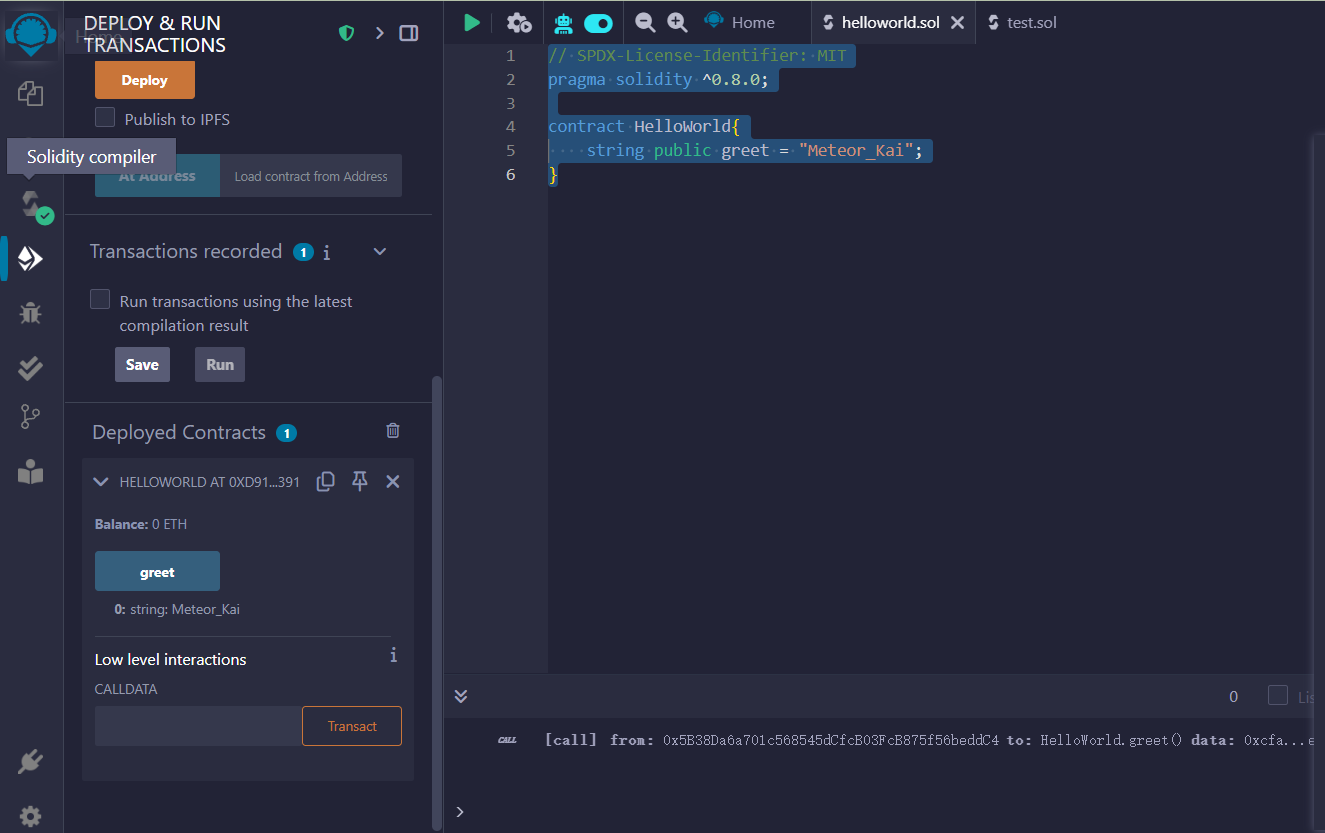 DEPLOY & RUN
TRANSACTIONS
Deploy
Publish to IPFS
Solidity compiler
At Address
Load contract from Address
Transactions recorded 1 i
Run transactions using the latest
compilation result
Save Run
Deployed Contracts 1
HELLOWORLD AT 0XD91...391
Balance: 0 ETH
greet
0: string: Meteor_Kai
Low level interactions i
CALLDATA
Transact
Home helloworld.sol test.sol
1 // SPDX-License-Identifier: MIT
2 pragma solidity ^0.8.0;
3
4 contract HelloWorld{
5 string public greet = "Meteor_Kai";
6 }
0
CALL [call] from: 0x5B38Da6a701c568545dCfcB03FcB875f56beddC4 to: HelloWorld.greet() data: 0xcfa...e
>